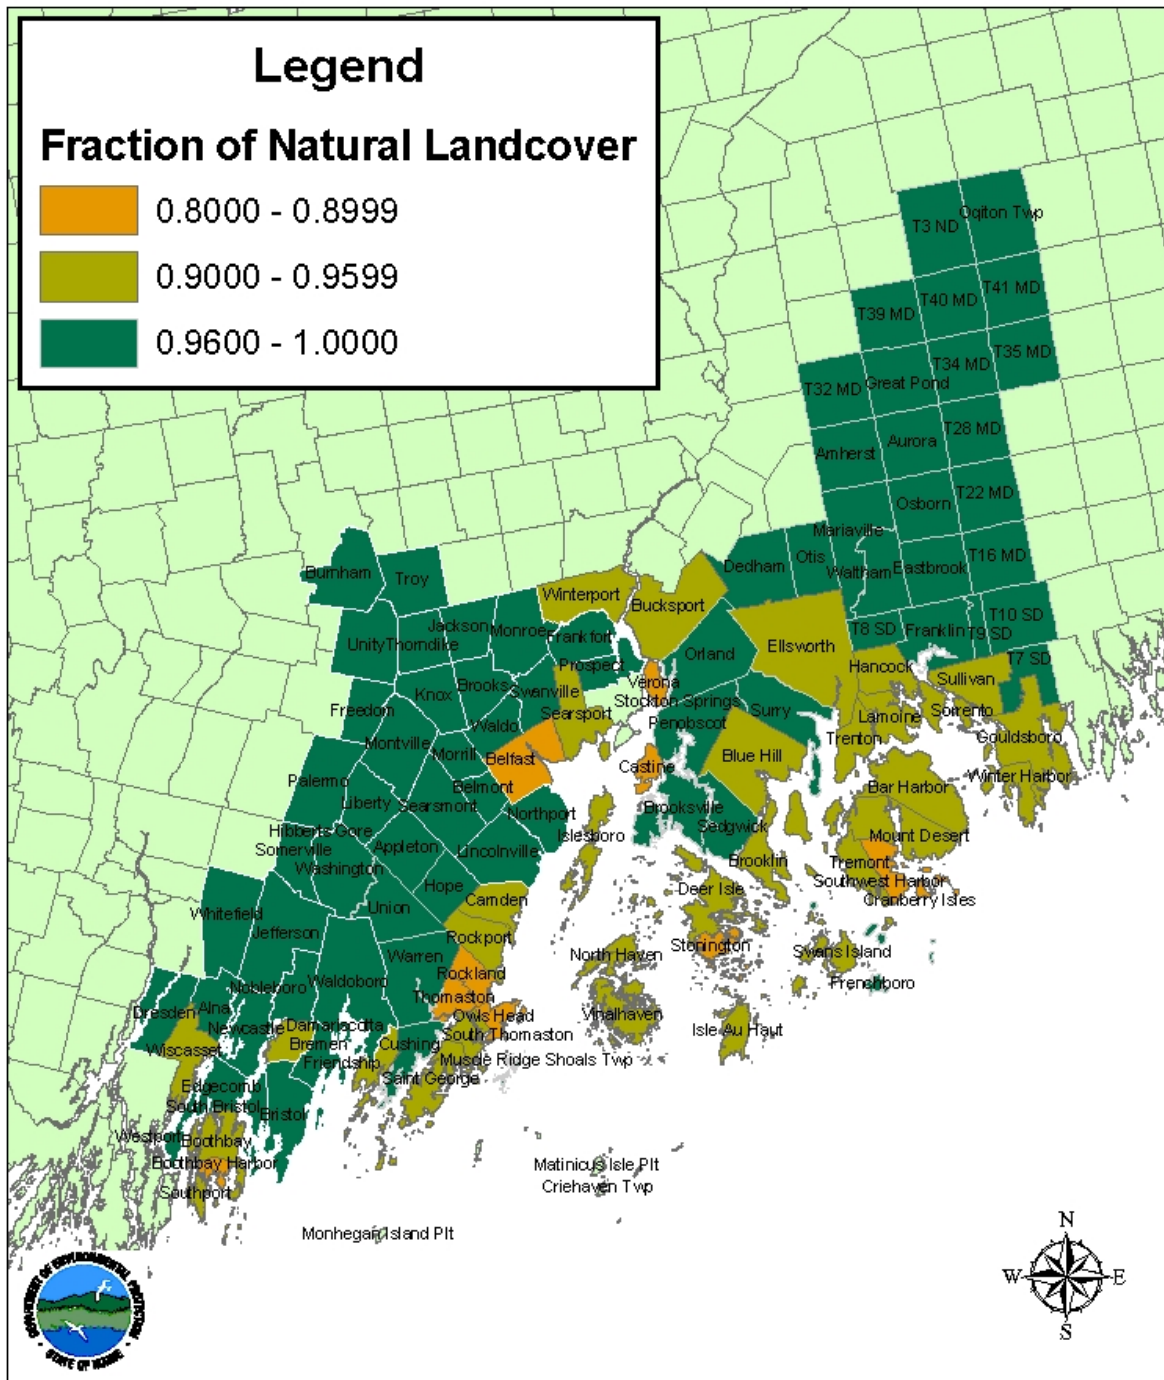 Legend
Fraction of Natural Landcover
0.8000 - 0.8999
0.9000 - 0.9599
0.9600 - 1.0000
T3 ND
Oqiton Twp
T41 MD
T40 MD
T39 MD
T35 MD
T34 MD
Great Pond
T32 MD
T28 MD
Aurora
Amherst
T22 MD
Osborn
Mariaville
T16 MD
Otis
Dedham
Waltham
Eastbrook
Burnham
Troy
Winterport
Bucksport
T10 SD
T8 SD
Franklin
T9 SD
Jackson
Monroe
Frankfort
Unity
Thorndike
Ellsworth
Orland
T7 SD
Prospect
Hancock
Verona
Sullivan
Knox
Brooks
Swanville
Stockton Springs
Freedom
Searsport
Surry
Sorrento
Lamoine
Waldo
Penobscot
Trenton
Gouldsboro
Montville
Morrill
Belfast
Blue Hill
Castine
Winter Harbor
Palermo
Belmont
Bar Harbor
Liberty
Searsmont
Northport
Brooksville
Sedgwick
Hibberts Gore
Islesboro
Mount Desert
Somerville
Appleton
Lincolnville
Washington
Brooklin
Tremont
Southwest Harbor
Hope
Camden
Deer Isle
Cranberry Isles
Whitefield
Union
Jefferson
Rockport
Stonington
Warren
North Haven
Swans Island
Rockland
Waldoboro
Nobleboro
Frenchboro
Thomaston
Dresden
Alna
Owls Head
Vinalhaven
Newcastle
Damariscotta
South Thomaston
Isle Au Haut
Bremen
Cushing
Wiscasset
Friendship
Muscle Ridge Shoals Twp
Saint George
Edgecomb
South Bristol
Bristol
Westport
Boothbay
Boothbay Harbor
Matinicus Isle Plt
Southport
Criehaven Twp
Monhegan Island Plt
N
W
E
S
DEPARTMENT OF ENVIRONMENTAL PROTECTION
STATE OF MAINE